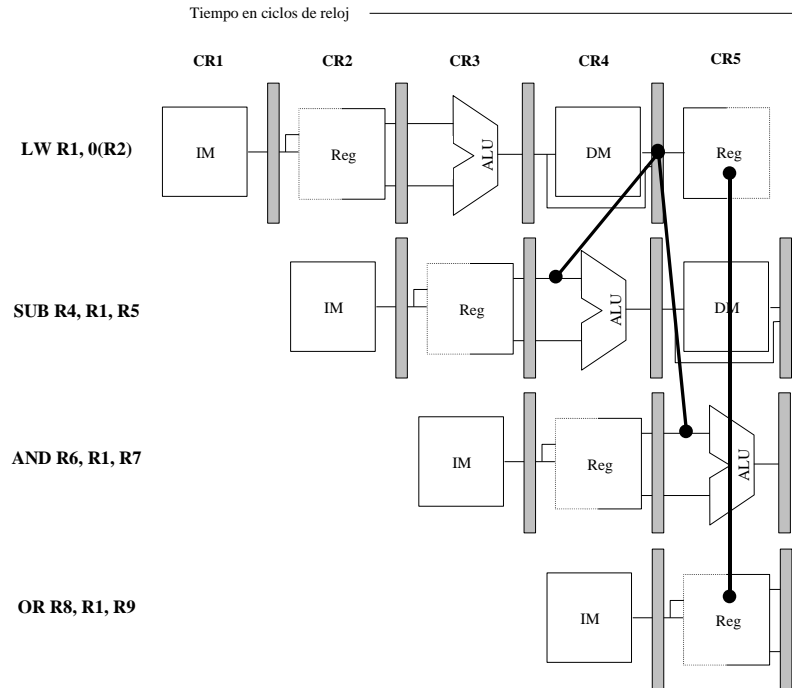 Tiempo en ciclos de reloj
CR1 CR2 CR3 CR4 CR5
LW R1, 0(R2) IM Reg ALU DM Reg
SUB R4, R1, R5 IM Reg ALU DM
AND R6, R1, R7 IM Reg ALU
OR R8, R1, R9 IM Reg